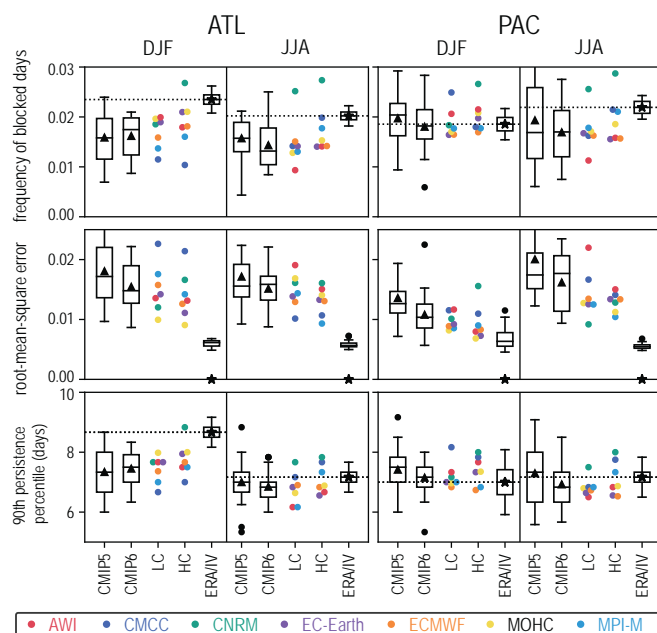 ATL PAC
DJF JJA DJF JJA
frequency of blocked days
0.03
0.02
0.01
0.00
root-mean-square error
0.02
0.01
0.00
90th persistence
percentile (days)
10
8
6
CMIP5 CMIP6 LC HC ERA/IV CMIP5 CMIP6 LC HC ERA/IV CMIP5 CMIP6 LC HC ERA/IV CMIP5 CMIP6 LC HC ERA/IV
AWI CMCC CNRM EC-Earth ECMWF MOHC MPI-M